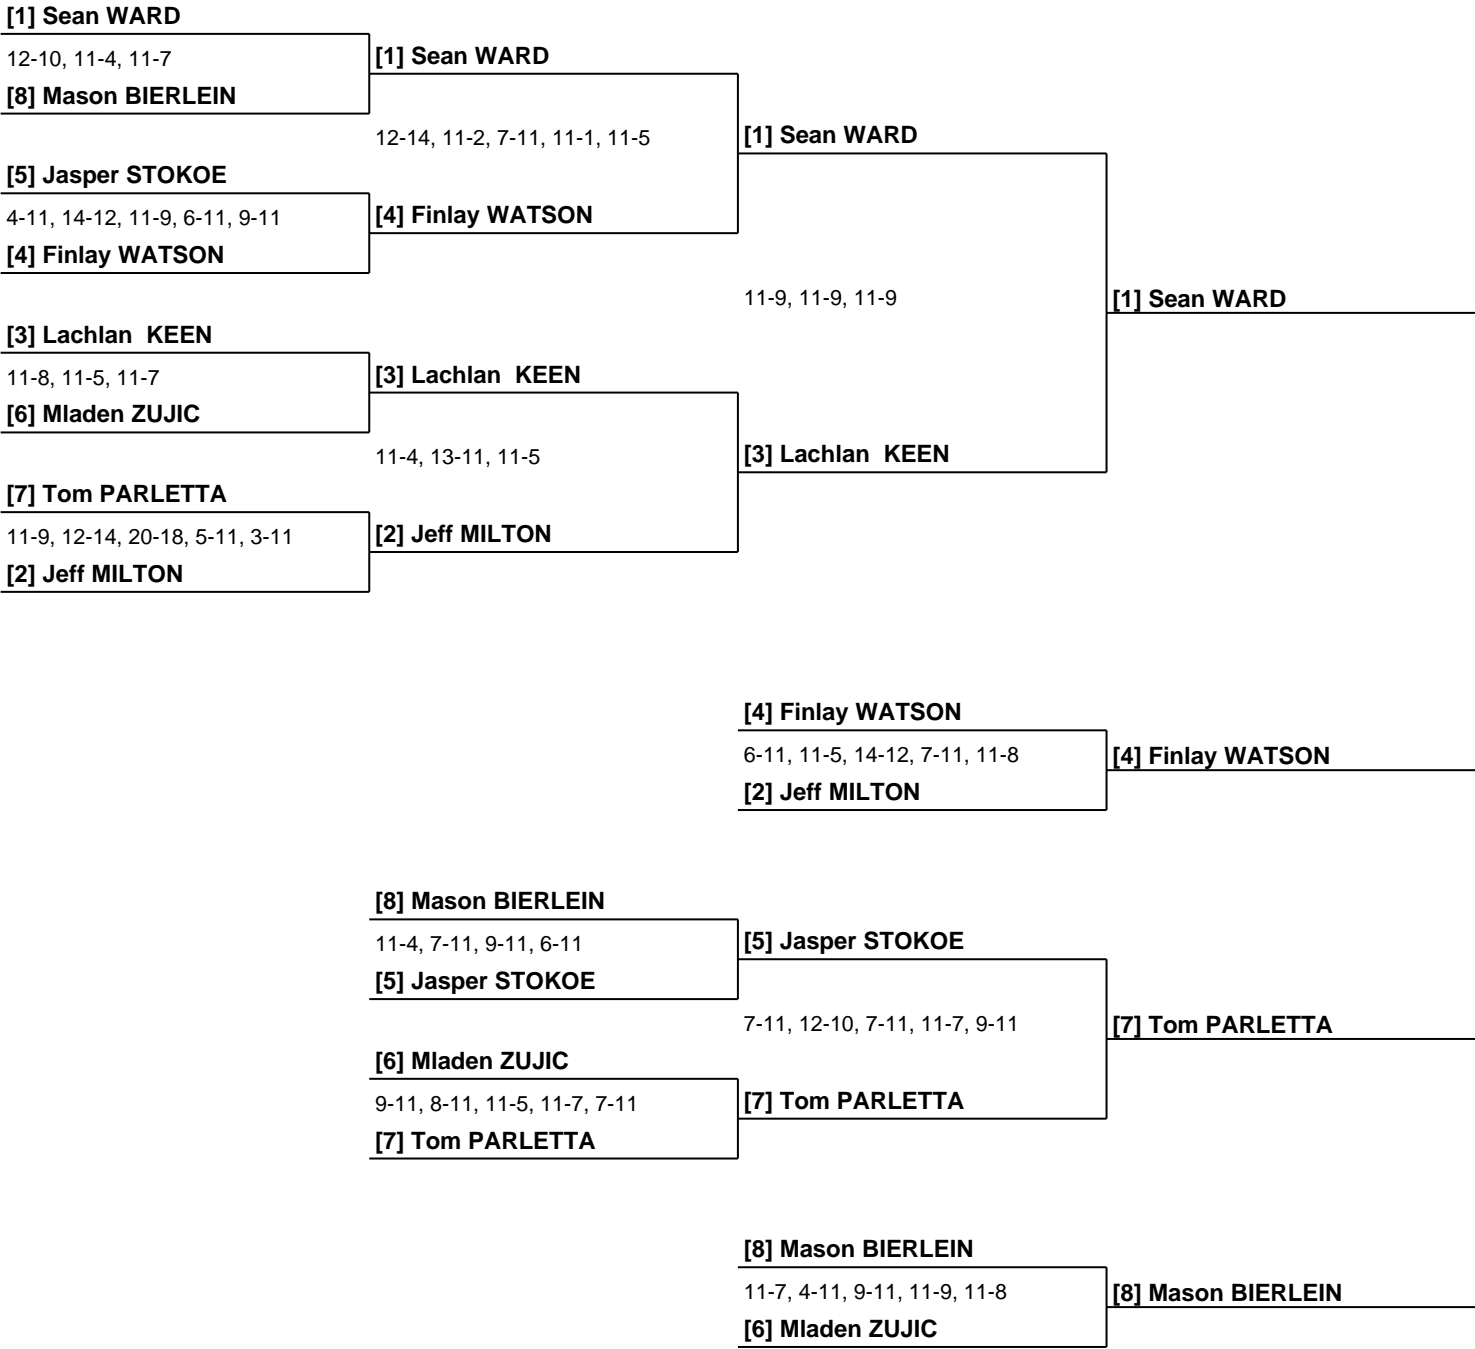 [1] Sean WARD
12-10, 11-4, 11-7
[8] Mason BIERLEIN
[1] Sean WARD
12-14, 11-2, 7-11, 11-1, 11-5
[5] Jasper STOKOE
4-11, 14-12, 11-9, 6-11, 9-11
[4] Finlay WATSON
[4] Finlay WATSON
[1] Sean WARD
11-9, 11-9, 11-9
[1] Sean WARD
[3] Lachlan  KEEN
11-8, 11-5, 11-7
[6] Mladen ZUJIC
[3] Lachlan  KEEN
11-4, 13-11, 11-5
[7] Tom PARLETTA
11-9, 12-14, 20-18, 5-11, 3-11
[2] Jeff MILTON
[2] Jeff MILTON
[3] Lachlan  KEEN
[4] Finlay WATSON
6-11, 11-5, 14-12, 7-11, 11-8
[2] Jeff MILTON
[4] Finlay WATSON
[8] Mason BIERLEIN
11-4, 7-11, 9-11, 6-11
[5] Jasper STOKOE
[5] Jasper STOKOE
7-11, 12-10, 7-11, 11-7, 9-11
[7] Tom PARLETTA
[6] Mladen ZUJIC
9-11, 8-11, 11-5, 11-7, 7-11
[7] Tom PARLETTA
[7] Tom PARLETTA
[8] Mason BIERLEIN
11-7, 4-11, 9-11, 11-9, 11-8
[6] Mladen ZUJIC
[8] Mason BIERLEIN